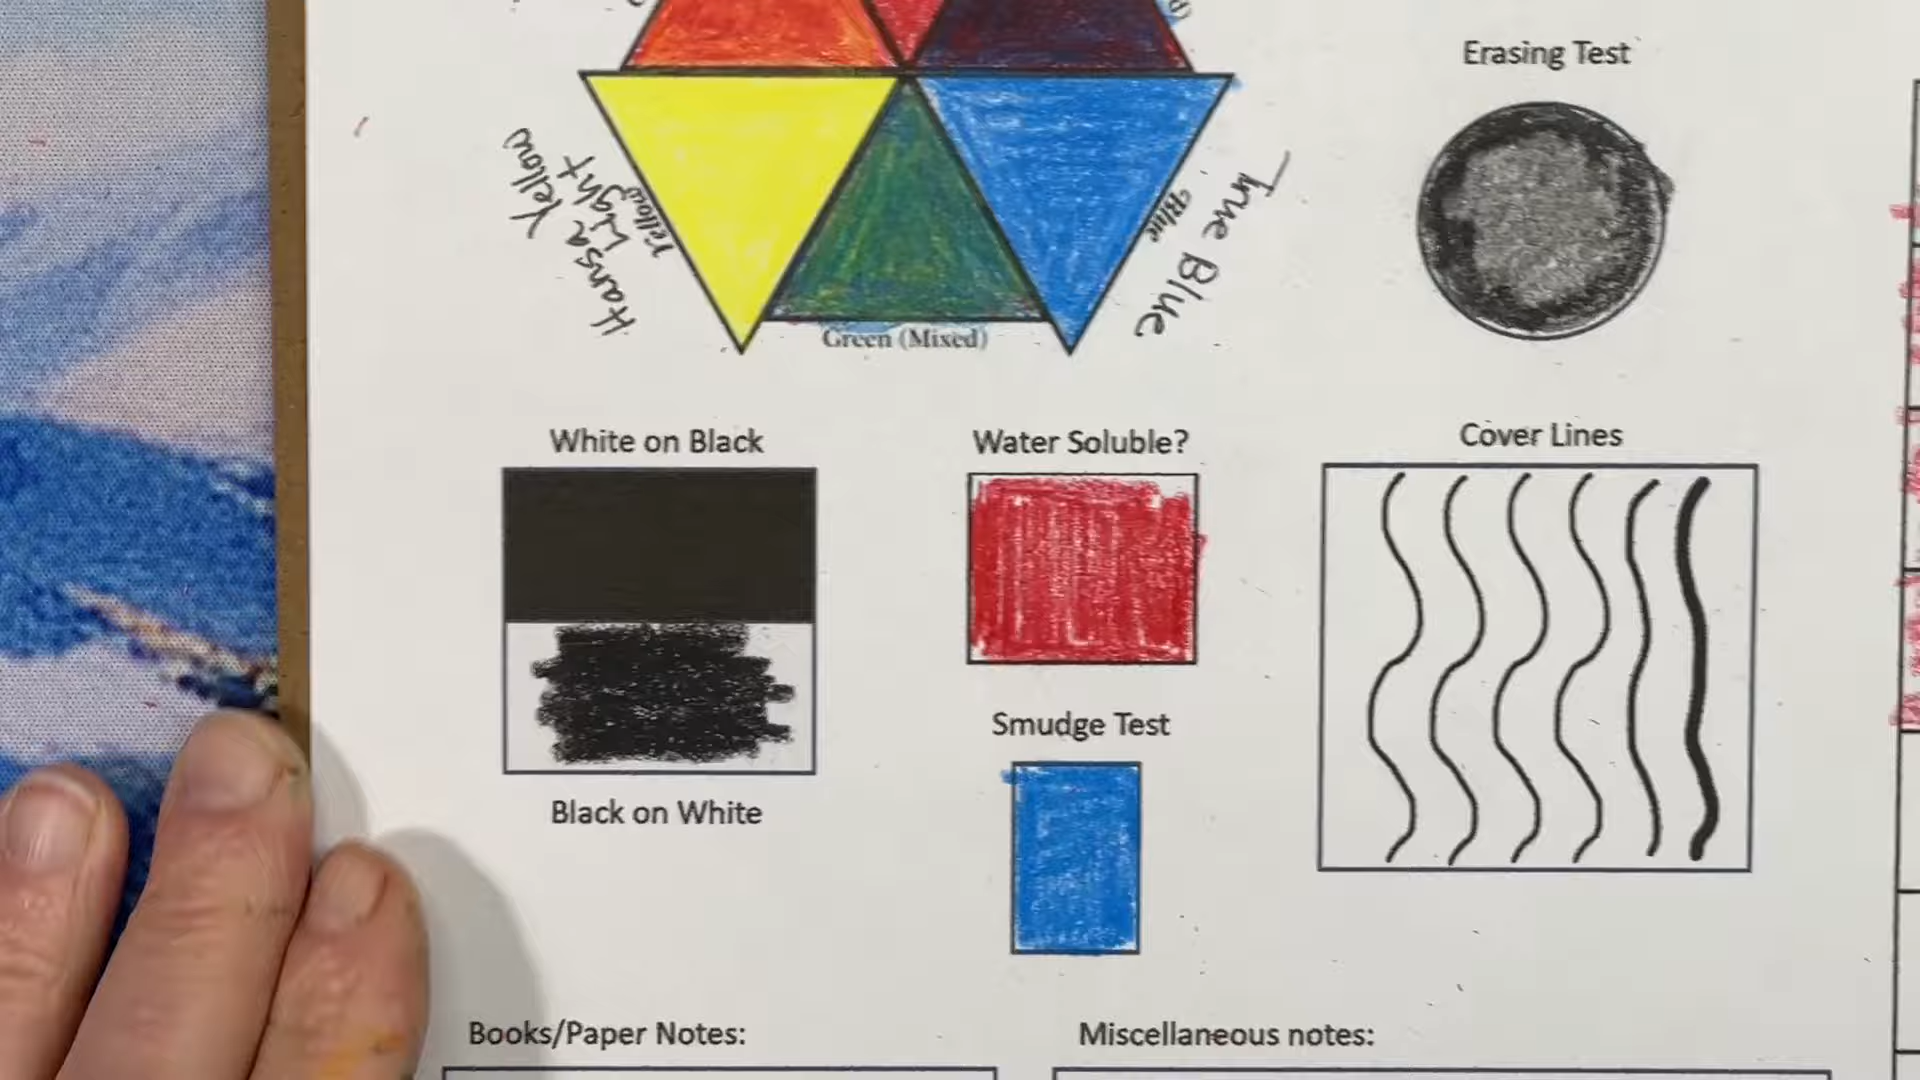 Erasing Test
Hansa Yellow
Light
Yellow
Blue
True Blue
Green (Mixed)
White on Black
Water Soluble?
Cover Lines
Smudge Test
Black on White
Books/Paper Notes:
Miscellaneous notes: